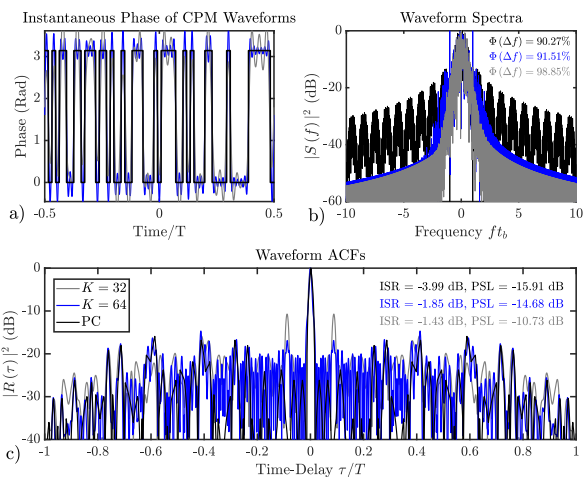 Instantaneous Phase of CPM Waveforms
Phase (Rad)
3
2
1
0
-0.5
0
0.5
Time/T
a)
Waveform Spectra
Φ (Δf) = 90.27%
Φ (Δf) = 91.51%
Φ (Δf) = 98.85%
|S (f)|² (dB)
0
-20
-40
-60
-10
-5
0
5
10
Frequency ft_b
b)
Waveform ACFs
K = 32
K = 64
PC
ISR = -3.99 dB, PSL = -15.91 dB
ISR = -1.85 dB, PSL = -14.68 dB
ISR = -1.43 dB, PSL = -10.73 dB
|R (τ)|² (dB)
0
-10
-20
-30
-40
-1
-0.8
-0.6
-0.4
-0.2
0
0.2
0.4
0.6
0.8
1
Time-Delay τ/T
c)